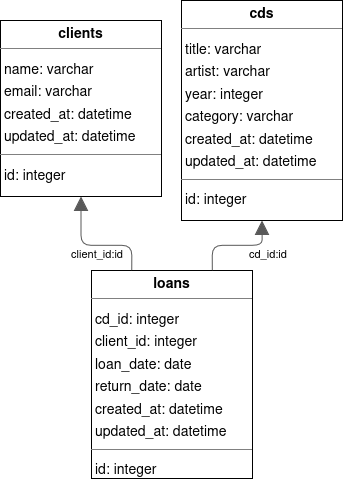 clients
name: varchar
email: varchar
created_at: datetime
updated_at: datetime
id: integer
cds
title: varchar
artist: varchar
year: integer
category: varchar
created_at: datetime
updated_at: datetime
id: integer
client_id:id
cd_id:id
loans
cd_id: integer
client_id: integer
loan_date: date
return_date: date
created_at: datetime
updated_at: datetime
id: integer